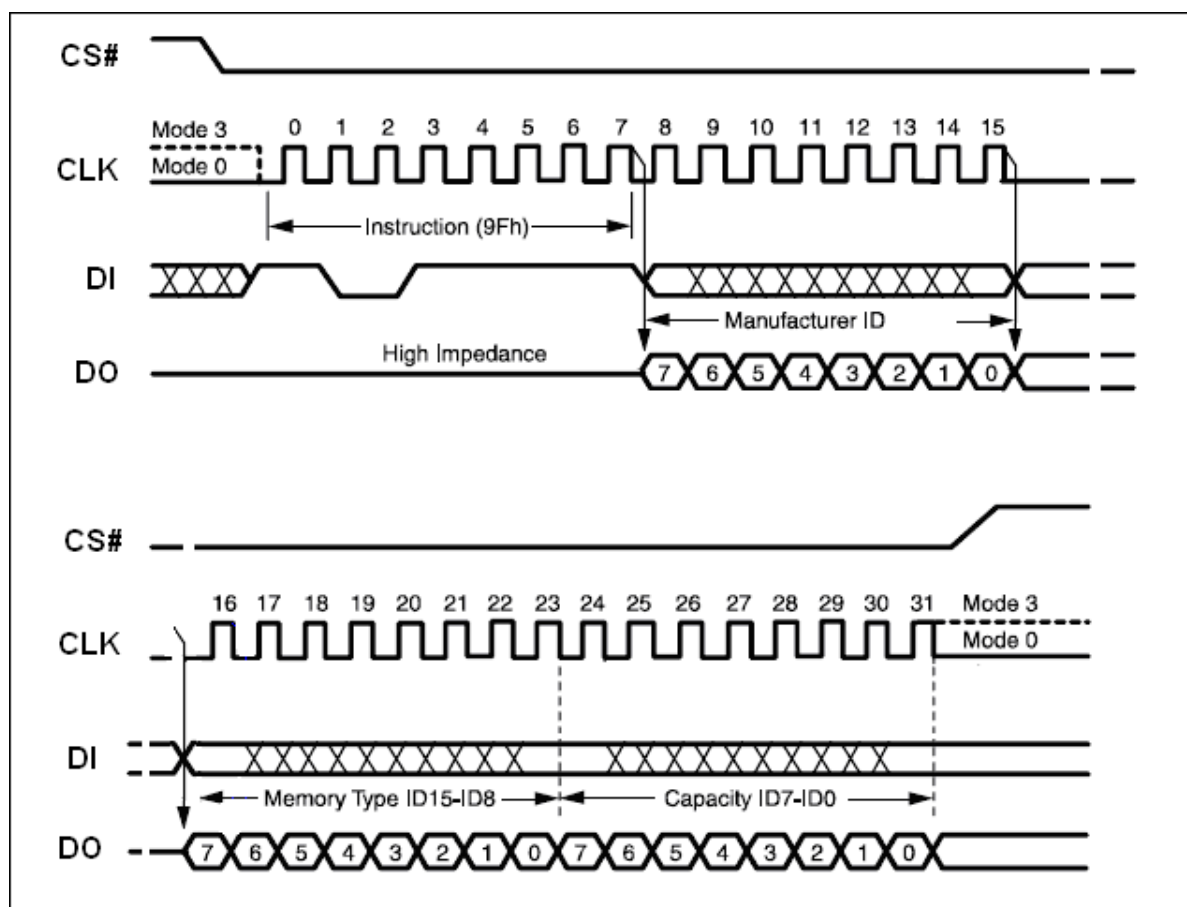 CS#
Mode 3
0 1 2 3 4 5 6 7 8 9 10 11 12 13 14 15
CLK
Mode 0
Instruction (9Fh)
DI
Manufacturer ID
High Impedance
DO
7 6 5 4 3 2 1 0
CS#
16 17 18 19 20 21 22 23 24 25 26 27 28 29 30 31
Mode 3
CLK
Mode 0
DI
Memory Type ID15-ID8
Capacity ID7-ID0
DO
7 6 5 4 3 2 1 0 7 6 5 4 3 2 1 0